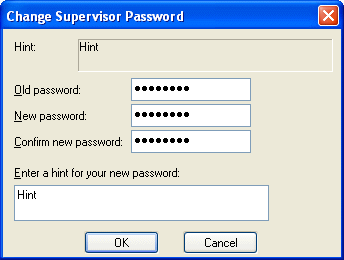 Change Supervisor Password
Hint: Hint
Old password: ●●●●●●●●
New password: ●●●●●●●●
Confirm new password: ●●●●●●●●
Enter a hint for your new password:
Hint
OK Cancel